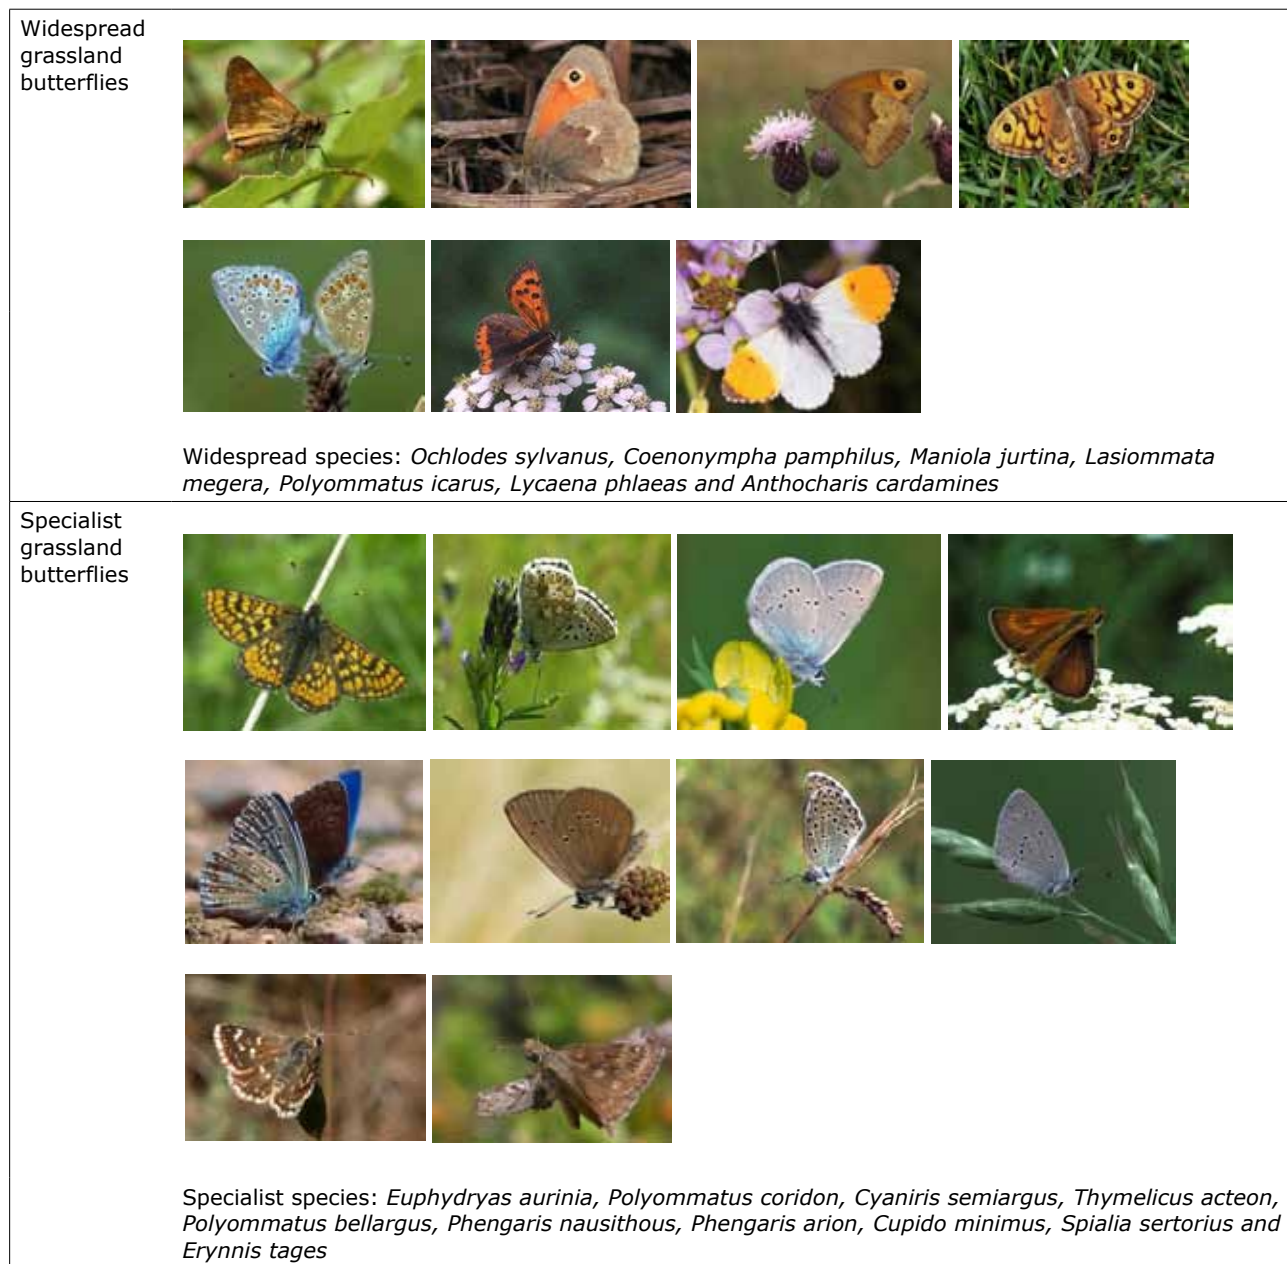 Widespread
grassland
butterflies
Widespread species: Ochlodes sylvanus, Coenonympha pamphilus, Maniola jurtina, Lasiommata
megera, Polyommatus icarus, Lycaena phlaeas and Anthocharis cardamines
Specialist
grassland
butterflies
Specialist species: Euphydryas aurinia, Polyommatus coridon, Cyaniris semiargus, Thymelicus acteon,
Polyommatus bellargus, Phengaris nausithous, Phengaris arion, Cupido minimus, Spialia sertorius and
Erynnis tages